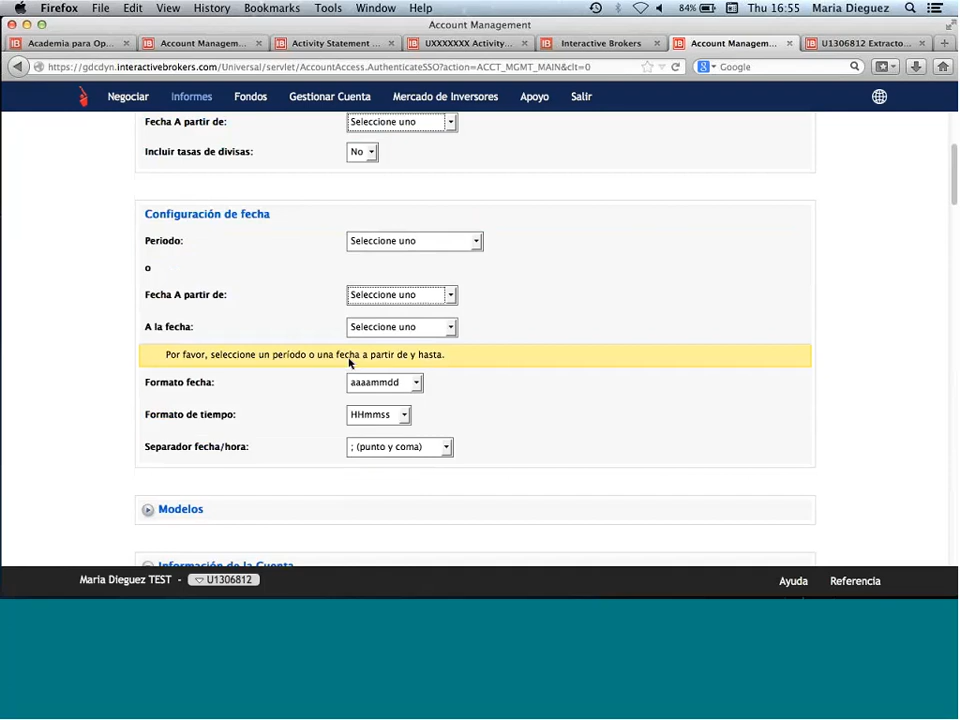 Firefox File Edit View History Bookmarks Tools Window Help 84% Thu 16:55 Maria Dieguez
Account Management
Academia para Op... Account Managem... Activity Statement ... UXXXXXXX Activity... Interactive Brokers Account Managem... U1306812 Extracto...
https://gdcdyn.interactivebrokers.com/Universal/servlet/AccountAccess.AuthenticateSSO?action=ACCT_MGMT_MAIN&clt=0 Google
Negociar Informes Fondos Gestionar Cuenta Mercado de Inversores Apoyo Salir
Fecha A partir de: Seleccione uno
Incluir tasas de divisas: No
Configuración de fecha
Periodo: Seleccione uno
o
Fecha A partir de: Seleccione uno
A la fecha: Seleccione uno
Por favor, seleccione un período o una fecha a partir de y hasta.
Formato fecha: aaaammdd
Formato de tiempo: HHmmss
Separador fecha/hora: ; (punto y coma)
Modelos
Información de la Cuenta
Maria Dieguez TEST - U1306812 Ayuda Referencia